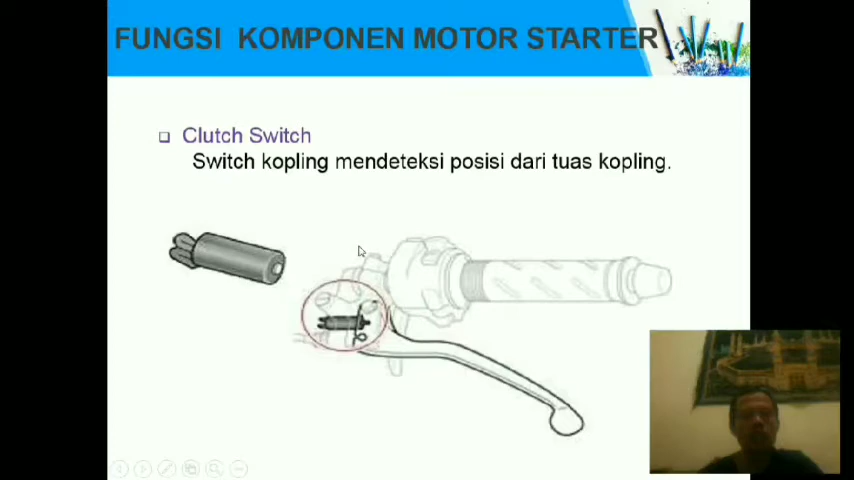 FUNGSI KOMPONEN MOTOR STARTER
Clutch Switch
Switch kopling mendeteksi posisi dari tuas kopling.